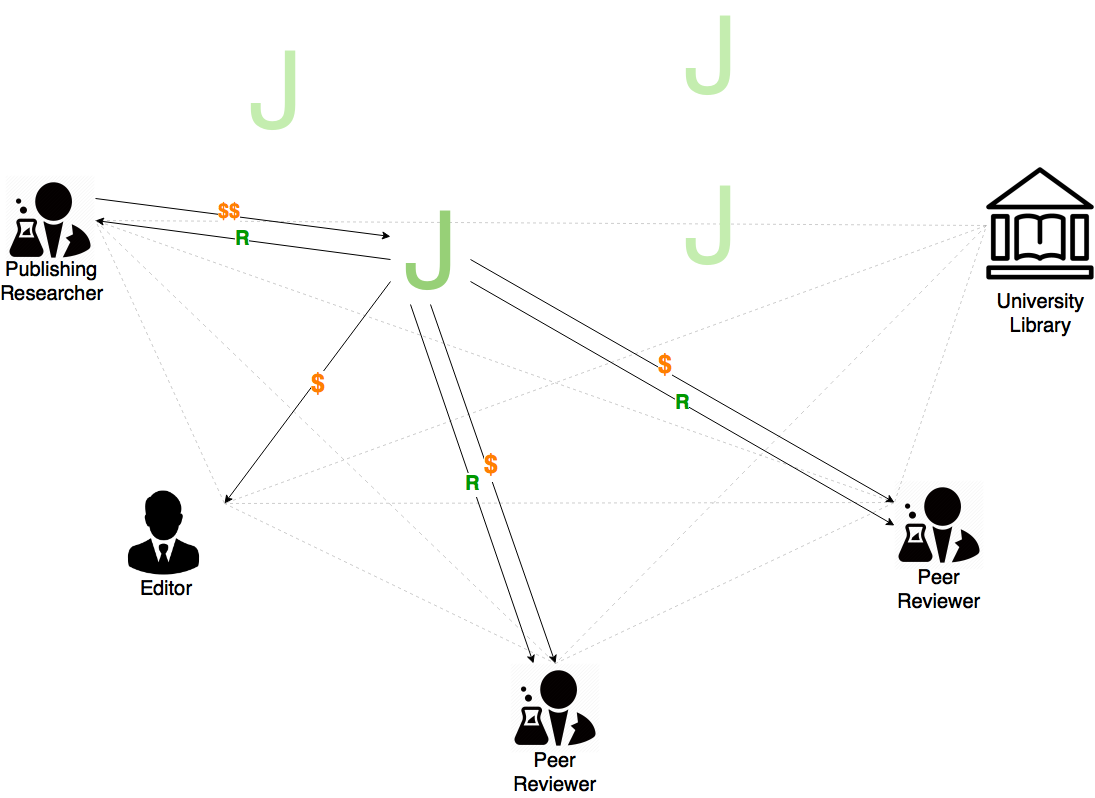 J
J
$$
R
J
J
Publishing
Researcher
University
Library
$
$
R
$
R
Editor
Peer
Reviewer
Peer
Reviewer